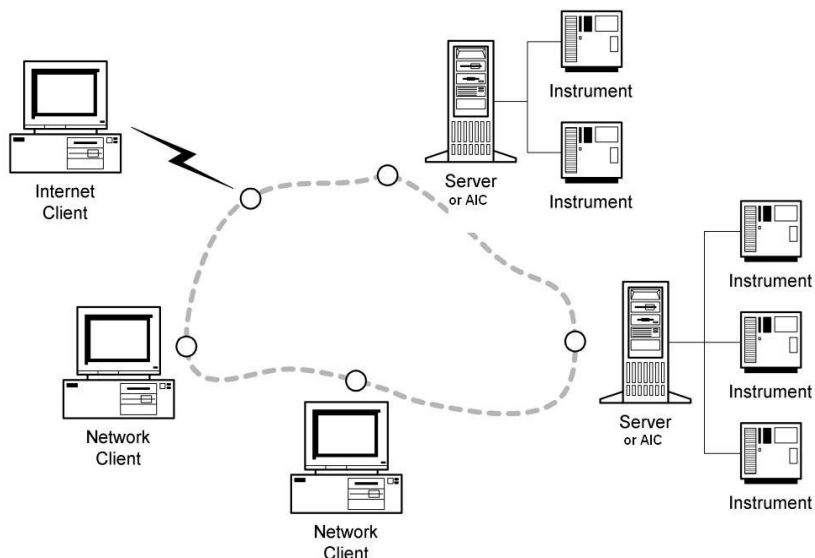 Instrument
Internet
Client
Server
or AIC
Instrument
Instrument
Instrument
Server
or AIC
Instrument
Network
Client
Network
Client